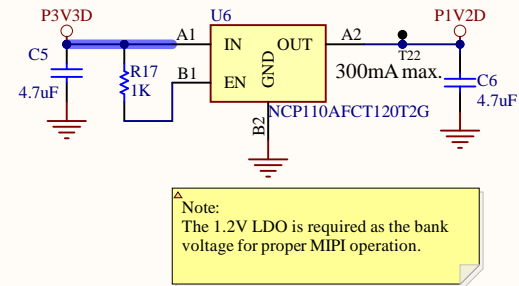 P3V3D
U6
P1V2D
A1
IN
OUT
A2
C5
4.7uF
R17
1K
B1
EN
GND
T22
300mA max.
C6
4.7uF
B2
NCP110AFCT120T2G
Note:
The 1.2V LDO is required as the bank
voltage for proper MIPI operation.